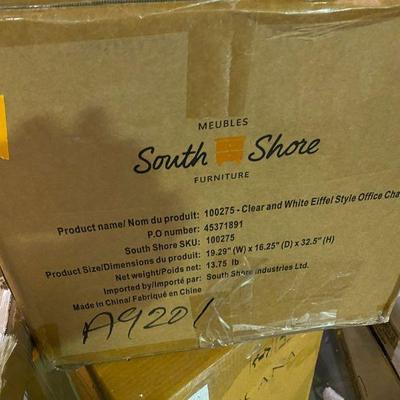 MEUBLES
South Shore
FURNITURE
Product name/ Nom du produit: 100275 - Clear and White Eiffel Style Office Cha
P.O number: 45371891
South Shore SKU: 100275
Product Size/Dimensions du produit: 19.29" (W) x 16.25" (D) x 32.5" (H)
Net weight/Poids net: 13.75 lb
Imported by/importé par: South Shore Industries Ltd.
Made in China/ Fabriqué en Chine
A9201